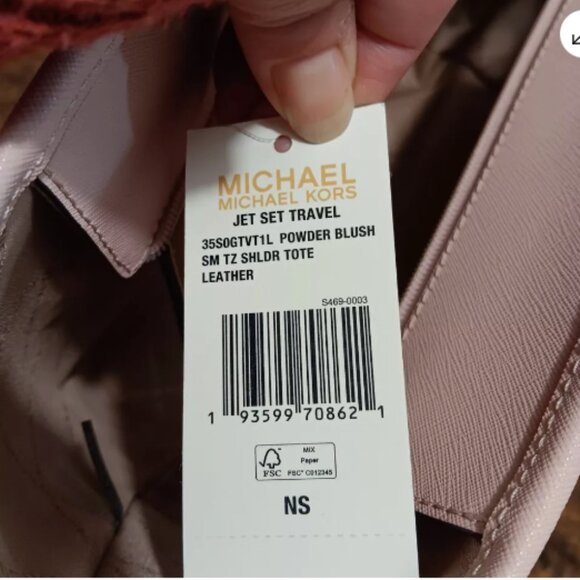 MICHAEL
MICHAEL KORS
JET SET TRAVEL
35S0GTVT1L POWDER BLUSH
SM TZ SHLDR TOTE
LEATHER
S469-0003
1 93599 70862 1
FSC
MIX
Paper
FSC® C012345
NS